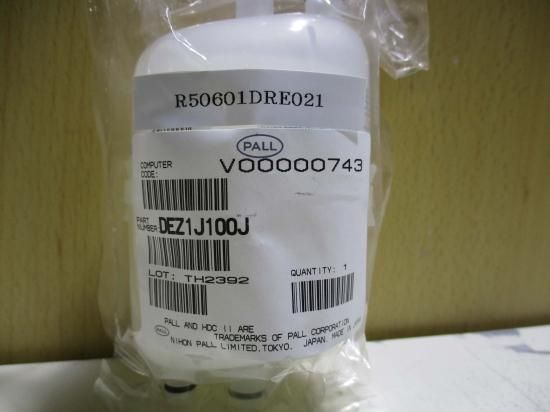 R50601DRE021
PALL
COMPUTER
CODE:
V00000743
PART
NUMBER
DEZ1J100J
LOT: TH2392
QUANTITY: 1
PALL AND HDC II ARE
TRADEMARKS OF PALL CORPORATION
PALL
NIHON PALL LIMITED, TOKYO. JAPAN. MADE IN